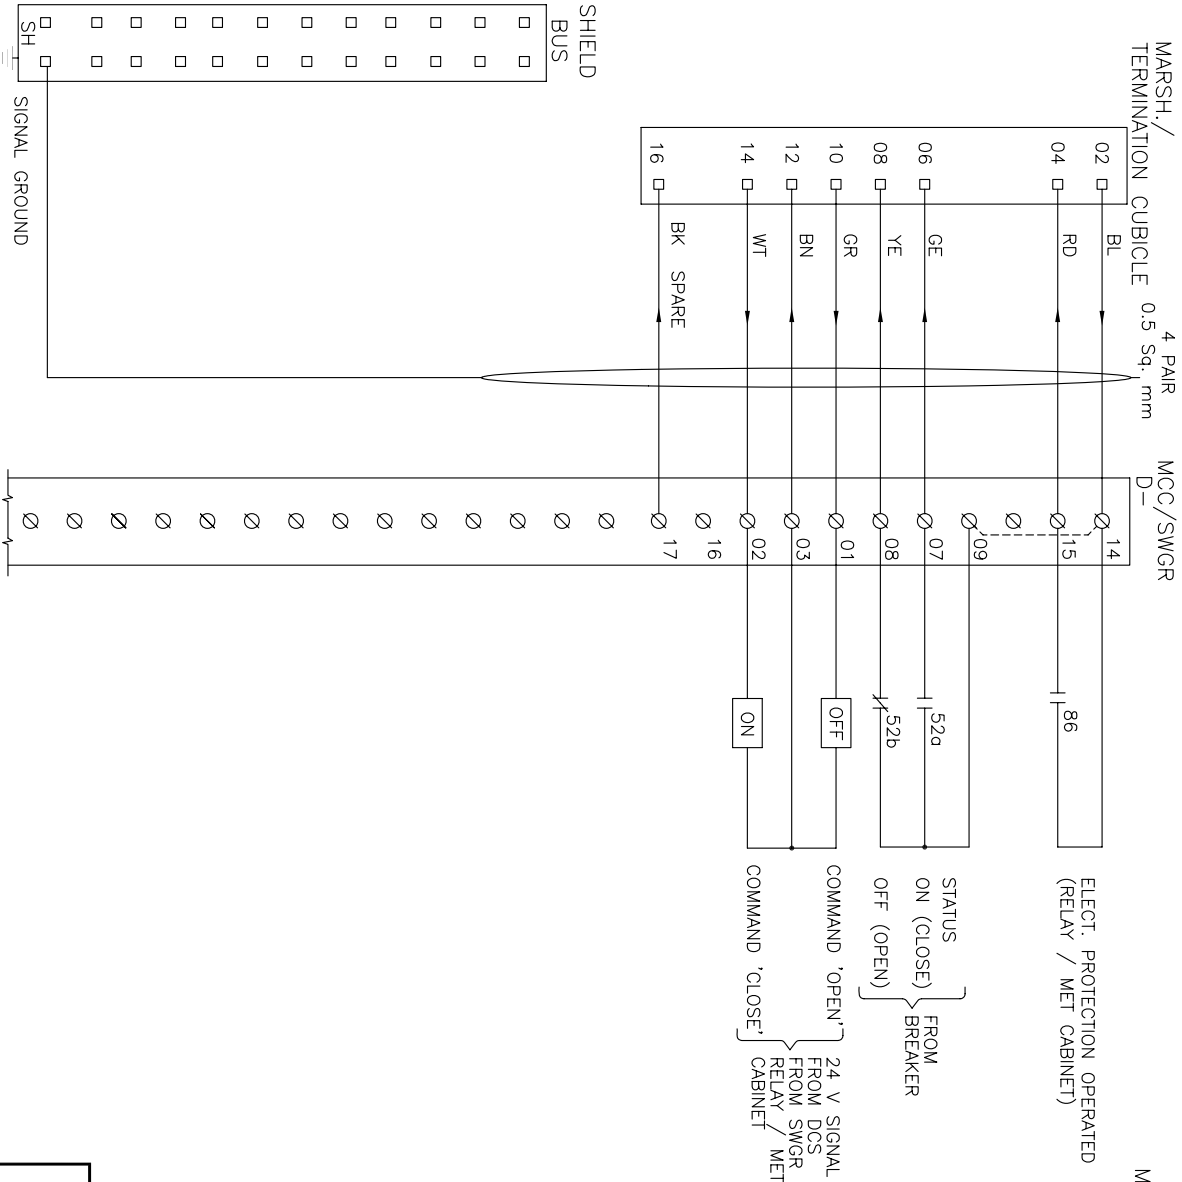 MARSH./
TERMINATION CUBICLE
4 PAIR
0.5 Sq. mm
MCC/SWGR
D-
02
BL
14
04
RD
15
86
ELECT. PROTECTION OPERATED
(RELAY / MET CABINET)
09
06
GE
07
52a
08
YE
08
52b
STATUS
ON (CLOSE)
OFF (OPEN)
FROM
BREAKER
10
GR
01
OFF
COMMAND 'OPEN'
12
BN
03
14
WT
02
ON
COMMAND 'CLOSE'
24 V SIGNAL
FROM DCS
FROM SWGR
RELAY / MET
CABINET
16
16
BK SPARE
17
SHIELD
BUS
SH
SIGNAL GROUND
M